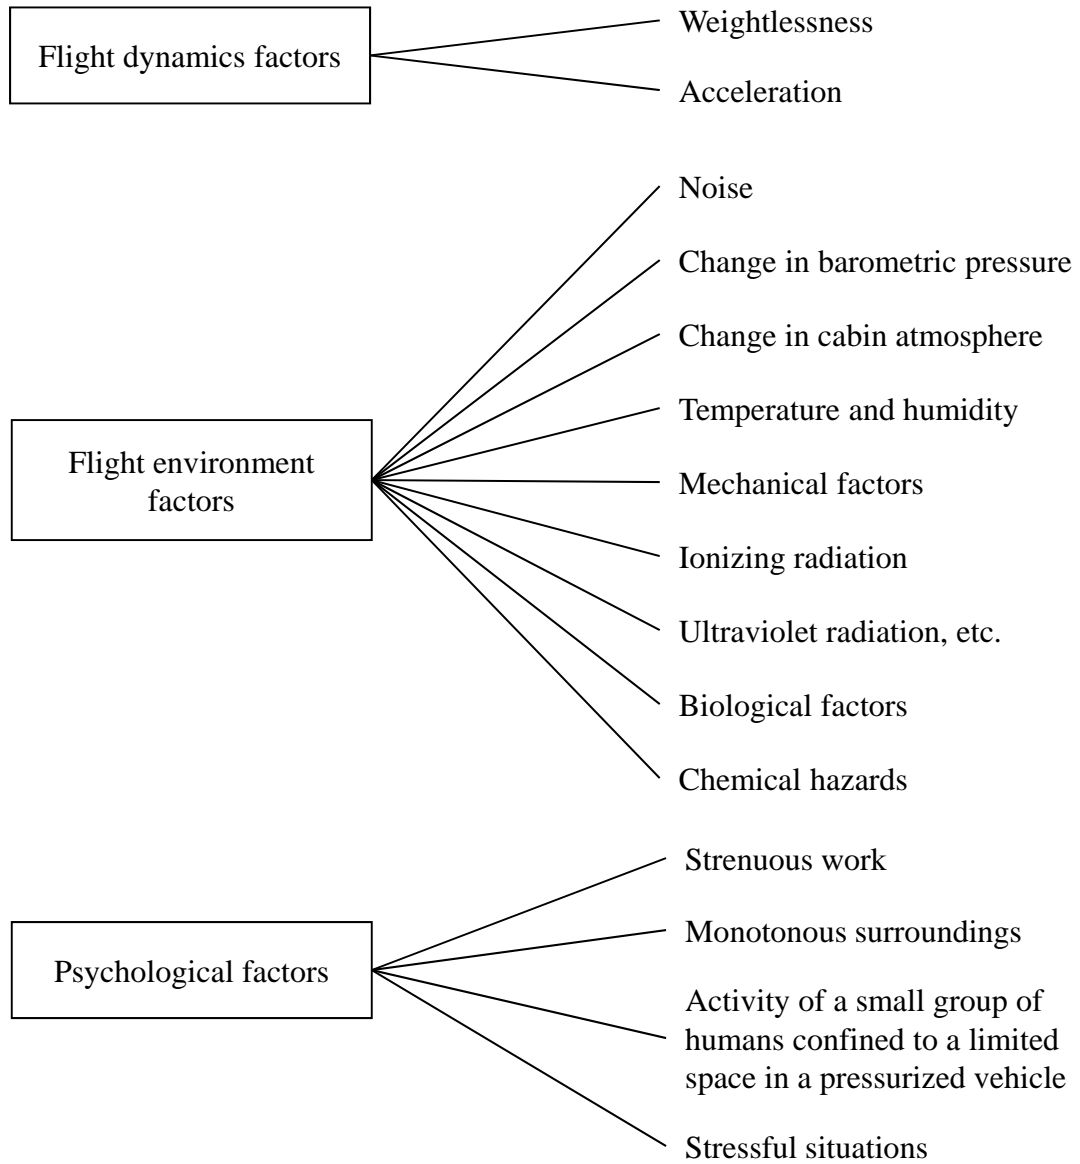 Flight dynamics factors
Weightlessness
Acceleration
Flight environment
factors
Noise
Change in barometric pressure
Change in cabin atmosphere
Temperature and humidity
Mechanical factors
Ionizing radiation
Ultraviolet radiation, etc.
Biological factors
Chemical hazards
Psychological factors
Strenuous work
Monotonous surroundings
Activity of a small group of
humans confined to a limited
space in a pressurized vehicle
Stressful situations